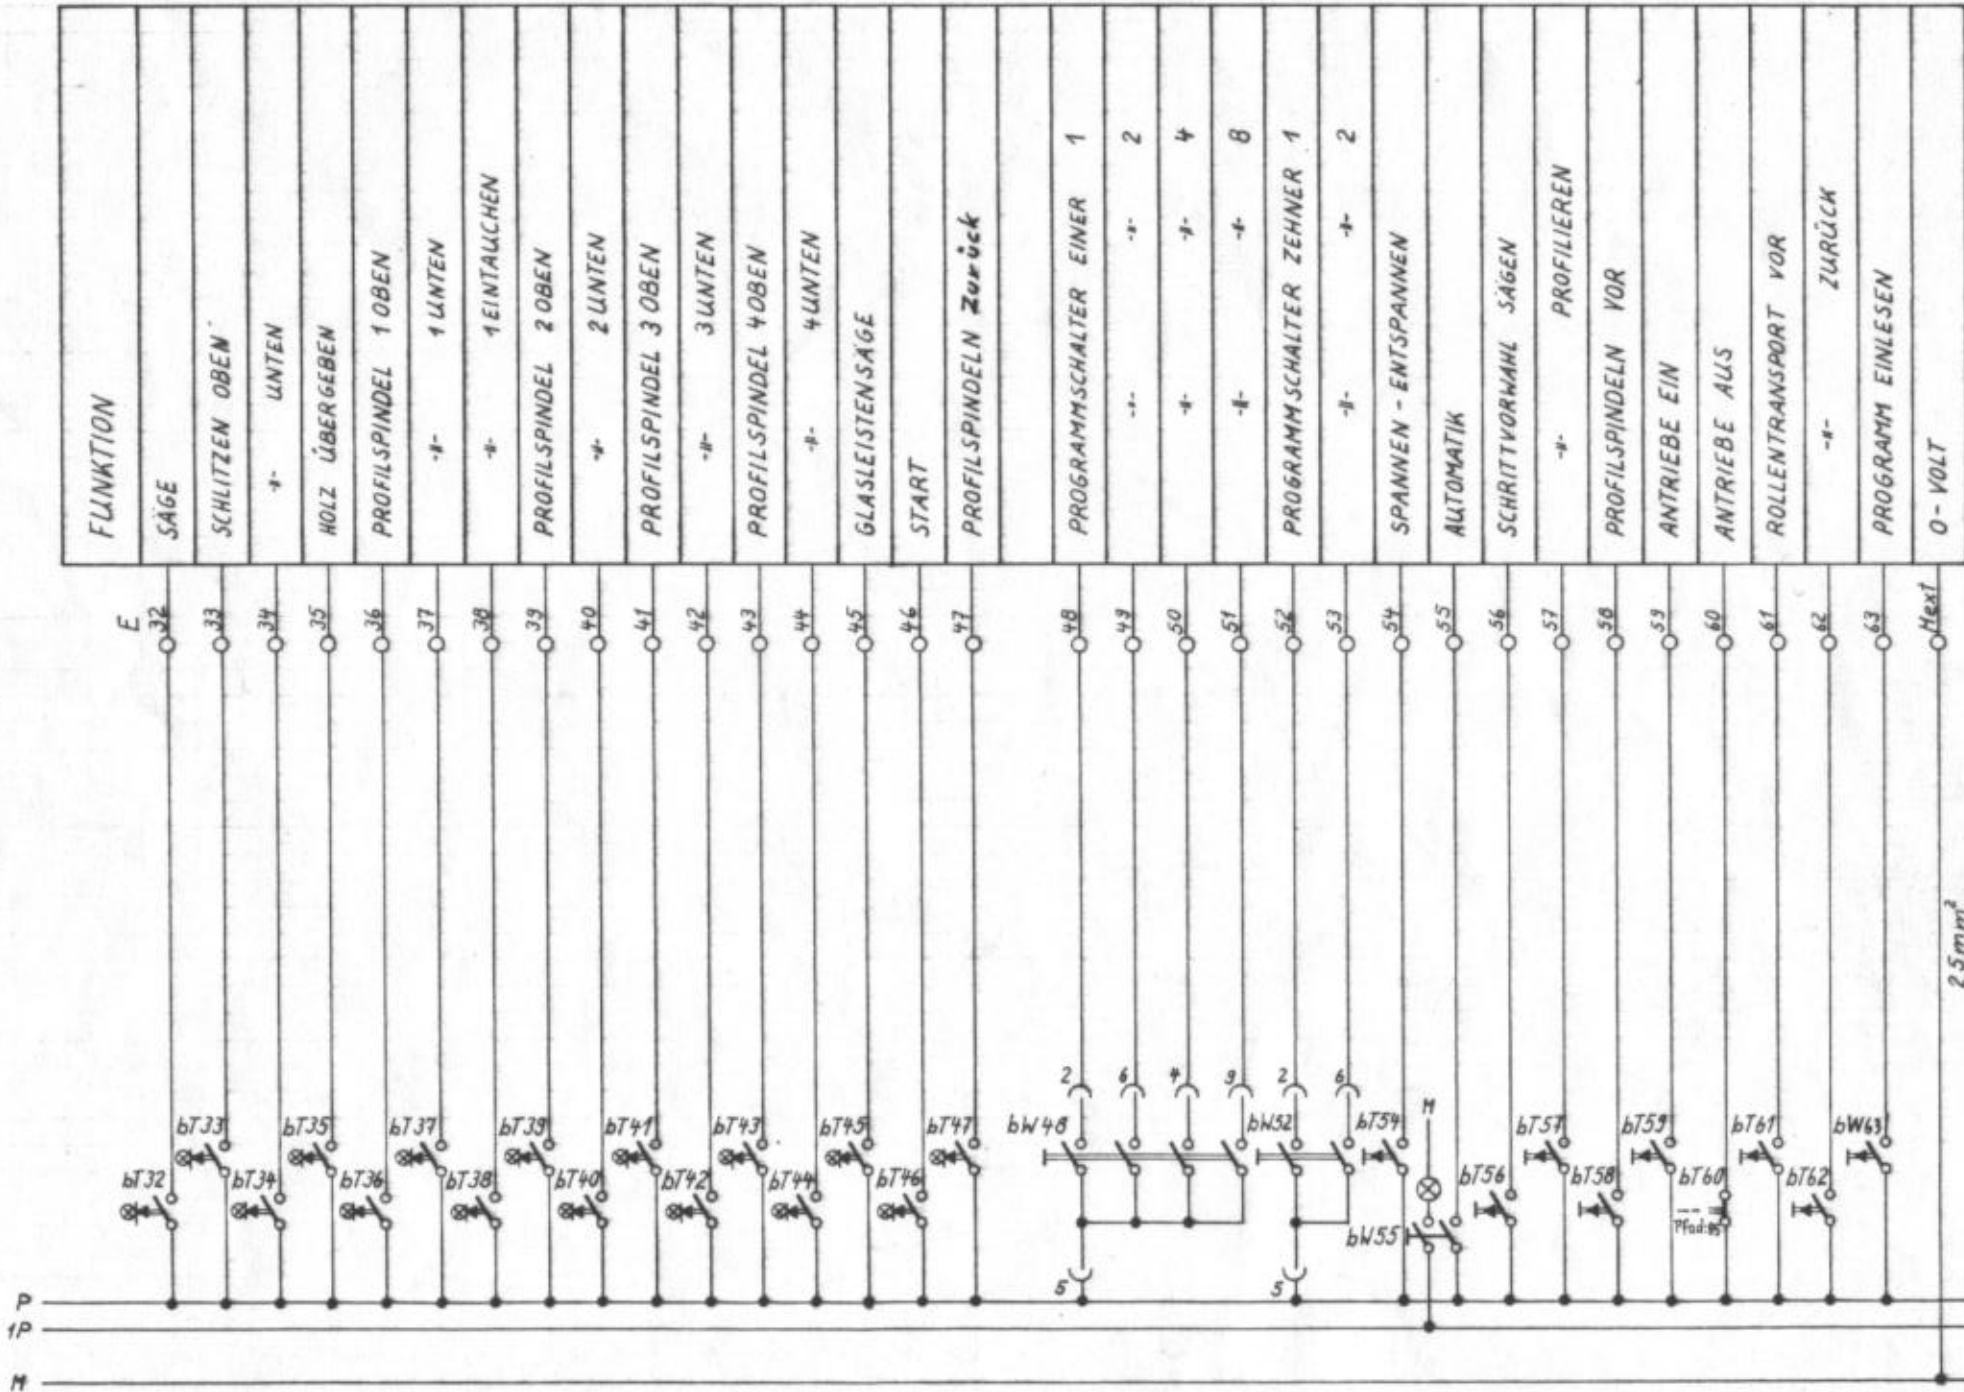 FUNKTION
SÄGE
SCHLITZEN OBEN
-"- UNTEN
HOLZ ÜBERGEBEN
PROFILSPINDEL 1 OBEN
-"- 1 UNTEN
-"- 1 EINTAUCHEN
PROFILSPINDEL 2 OBEN
-"- 2 UNTEN
PROFILSPINDEL 3 OBEN
-"- 3 UNTEN
PROFILSPINDEL 4 OBEN
-"- 4 UNTEN
GLASLEISTENSÄGE
START
PROFILSPINDELN Zurück
PROGRAMMSCHALTER EINER 1
-"- -"- 2
-"- -"- 4
-"- -"- 8
PROGRAMMSCHALTER ZEHNER 1
-"- -"- 2
SPANNEN - ENTSPANNEN
AUTOMATIK
SCHRITTVORWAHL SÄGEN
-"- PROFILIEREN
PROFILSPINDELN VOR
ANTRIEBE EIN
ANTRIEBE AUS
ROLLENTRANSPORT VOR
-"- ZURÜCK
PROGRAMM EINLESEN
0-VOLT
E 32 33 34 35 36 37 38 39 40 41 42 43 44 45 46 47 48 49 50 51 52 53 54 55 56 57 58 59 60 61 62 63 Mext
25mm²
2 6 4 9 2 6 M
bT33 bT35 bT37 bT39 bT41 bT43 bT45 bT47 bW48 bW52 bT54 bT57 bT59 bT61 bW63
bT32 bT34 bT36 bT38 bT40 bT42 bT44 bT46 bT56 bT58 bT60 bT62
Pfad:85
bW55
5 5
P
1P
M